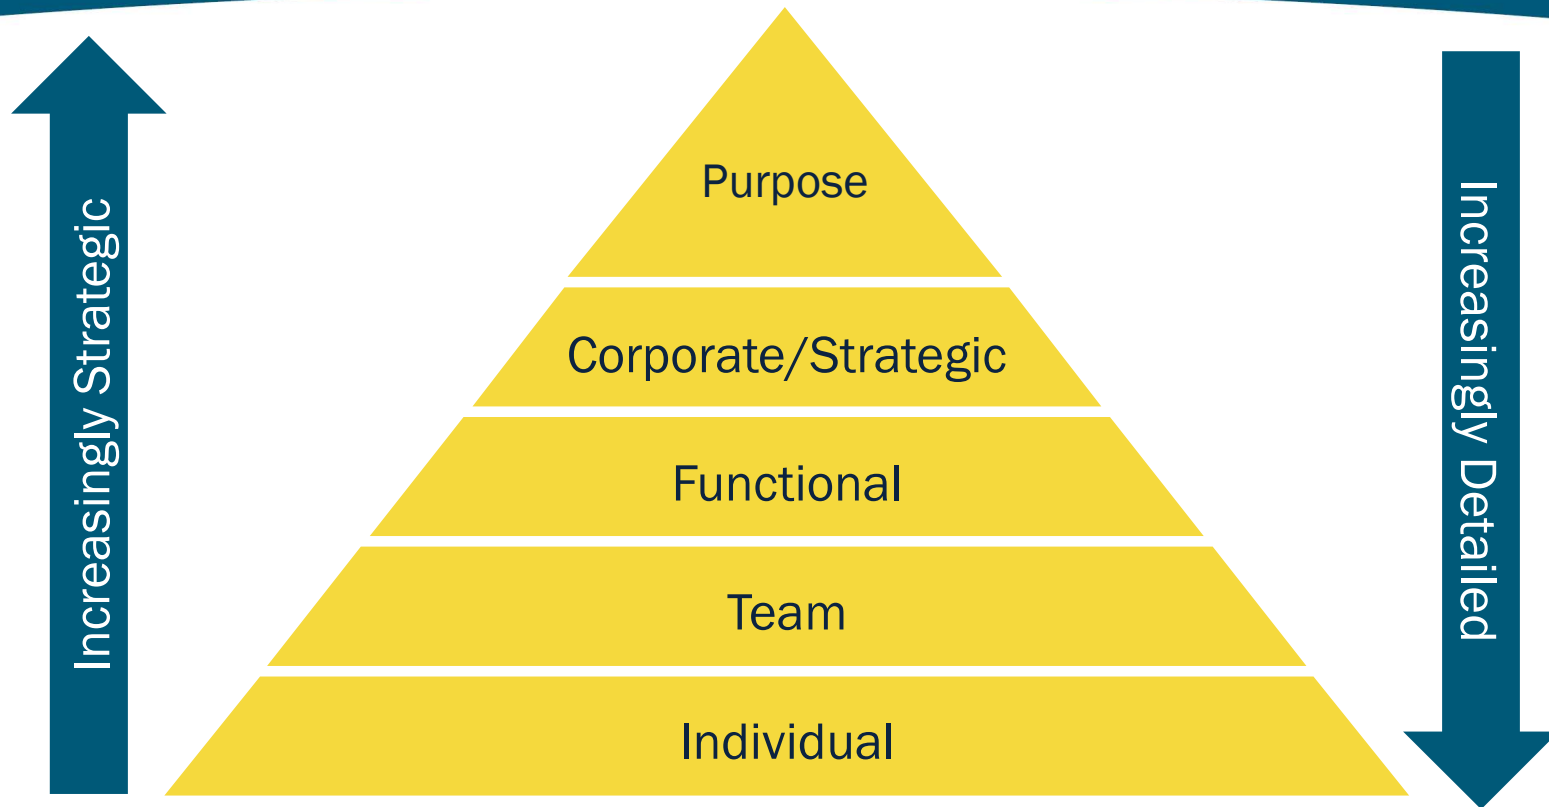 Increasingly Strategic
Purpose
Corporate/Strategic
Functional
Team
Individual
Increasingly Detailed